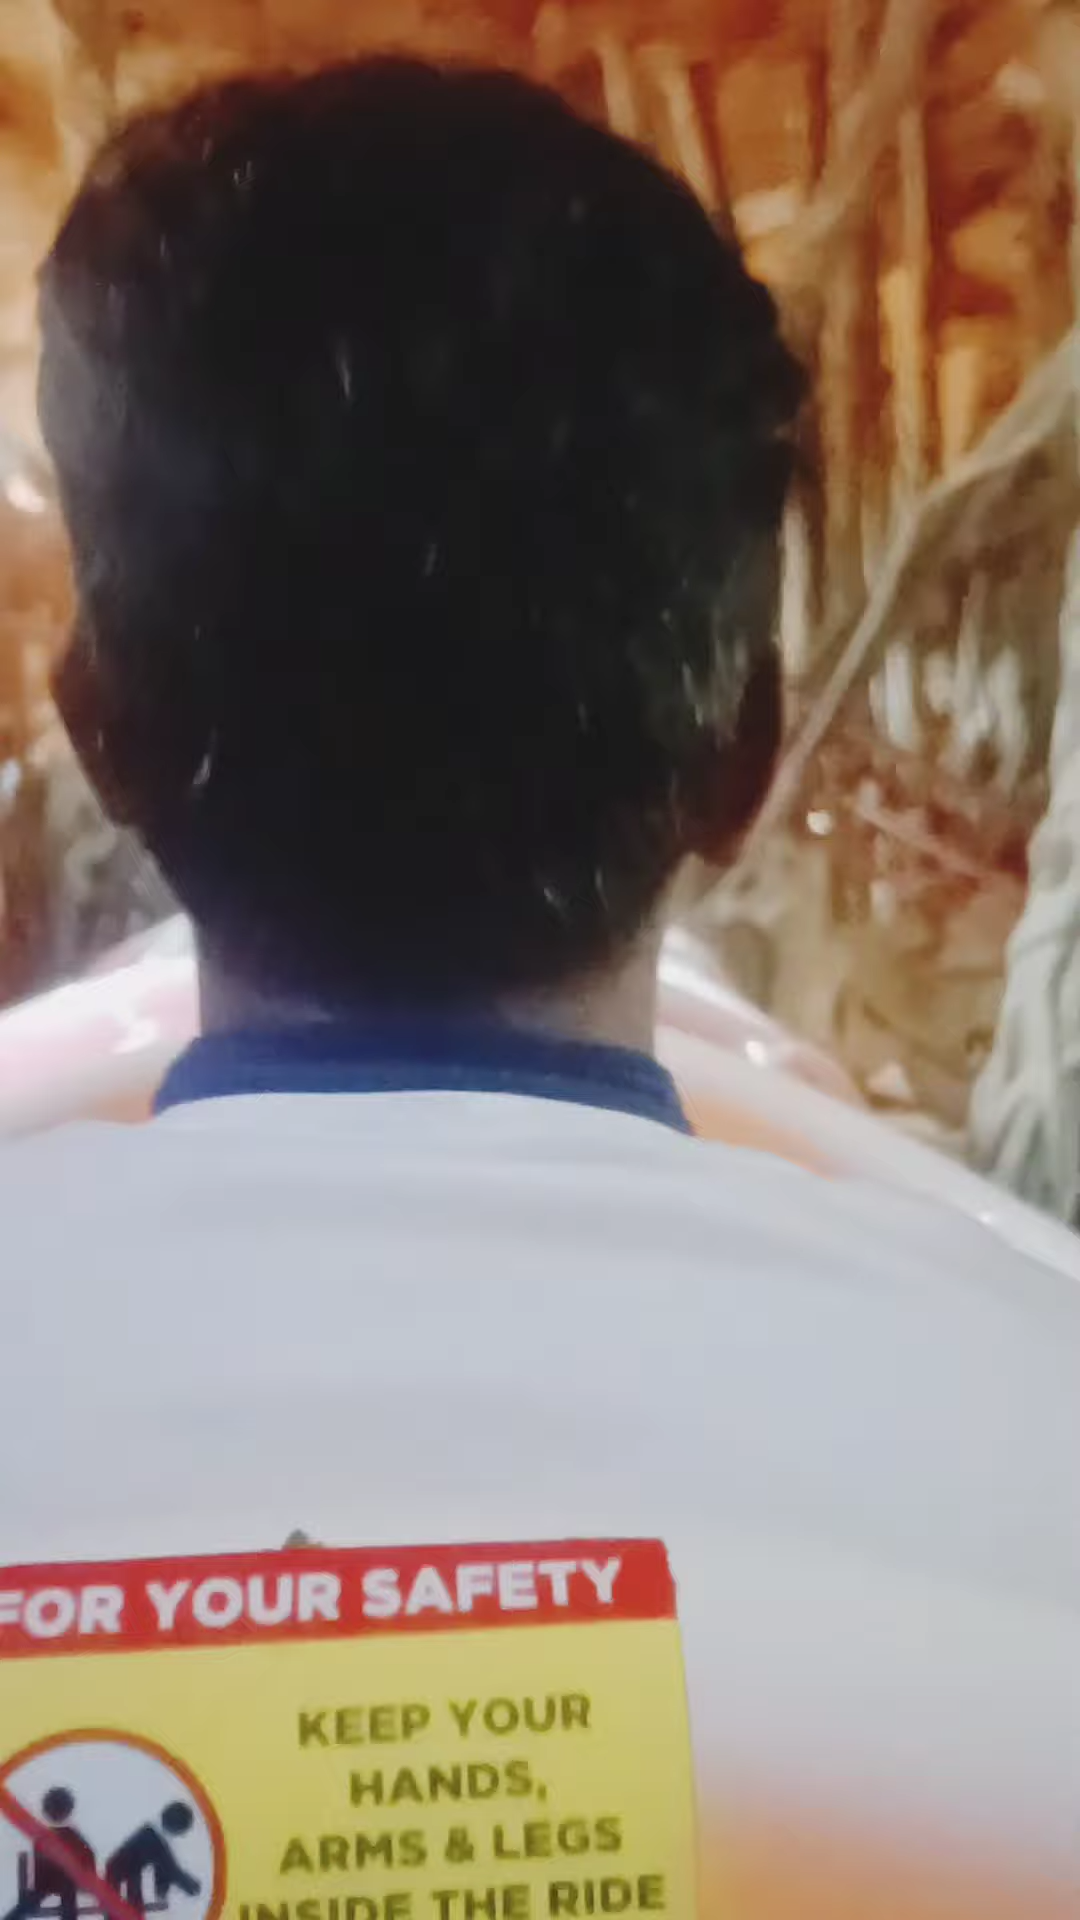 FOR YOUR SAFETY
KEEP YOUR
HANDS,
ARMS & LEGS
INSIDE THE RIDE